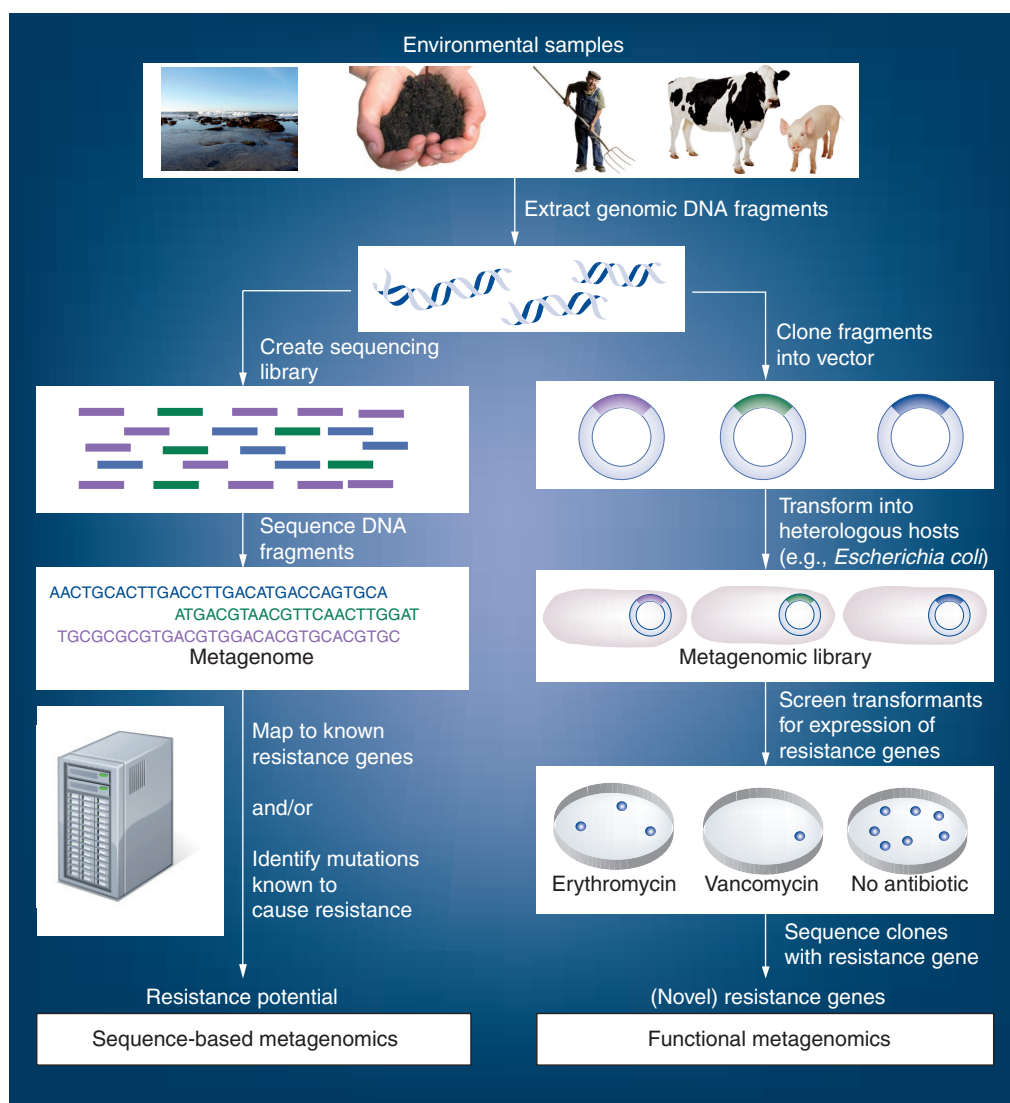 Environmental samples
Extract genomic DNA fragments
Create sequencing
library
Sequence DNA
fragments
AACTGCACTTGACCTTGACATGACCAGTGCA
ATGACGTAACGTTCAACTTGGAT
TGCGCGCGTGACGTGGACACGTGCACGTGC
Metagenome
Map to known
resistance genes
and/or
Identify mutations
known to
cause resistance
Resistance potential
Sequence-based metagenomics
Clone fragments
into vector
Transform into
heterologous hosts
(e.g., Escherichia coli)
Metagenomic library
Screen transformants
for expression of
resistance genes
Erythromycin
Vancomycin
No antibiotic
Sequence clones
with resistance gene
(Novel) resistance genes
Functional metagenomics